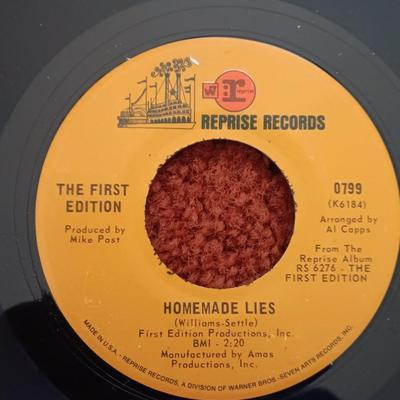 W
r
reprise
REPRISE RECORDS
THE FIRST
EDITION
Produced by
Mike Post
0799
(K6184)
Arranged by
Al Capps
From The
Reprise Album
RS 6276 - THE
FIRST EDITION
HOMEMADE LIES
(Williams-Settle)
First Edition Productions, Inc.
BMI - 2:20
Manufactured by Amos
Productions, Inc.
MADE IN U.S.A. · REPRISE RECORDS, A DIVISION OF WARNER BROS.-SEVEN ARTS RECORDS, INC.